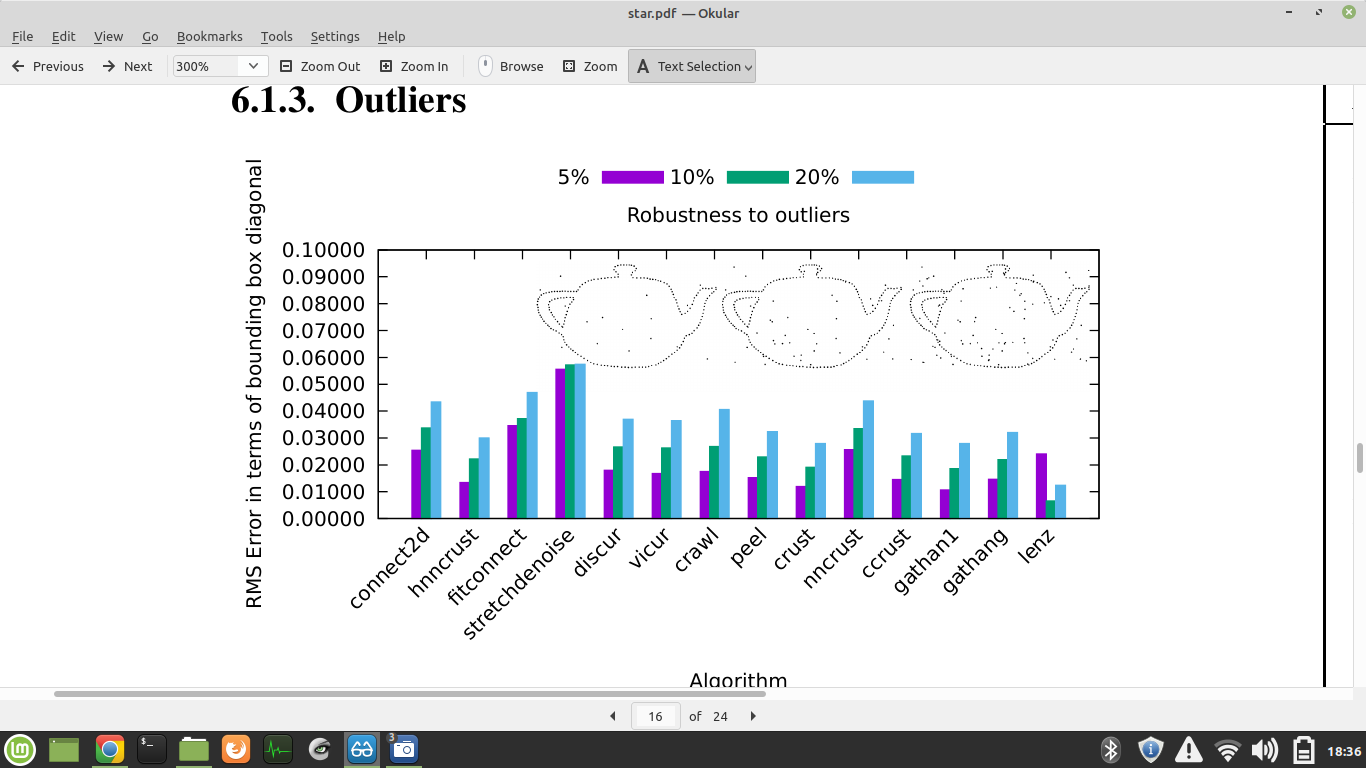 star.pdf — Okular
File Edit View Go Bookmarks Tools Settings Help
Previous Next 300% Zoom Out Zoom In Browse Zoom Text Selection
6.1.3. Outliers
5% 10% 20%
Robustness to outliers
RMS Error in terms of bounding box diagonal
0.10000
0.09000
0.08000
0.07000
0.06000
0.05000
0.04000
0.03000
0.02000
0.01000
0.00000
connect2d
hnncrust
fitconnect
stretchdenoise
discur
vicur
crawl
peel
crust
nncrust
ccrust
gathan1
gathang
lenz
Algorithm
16 of 24
3
18:36